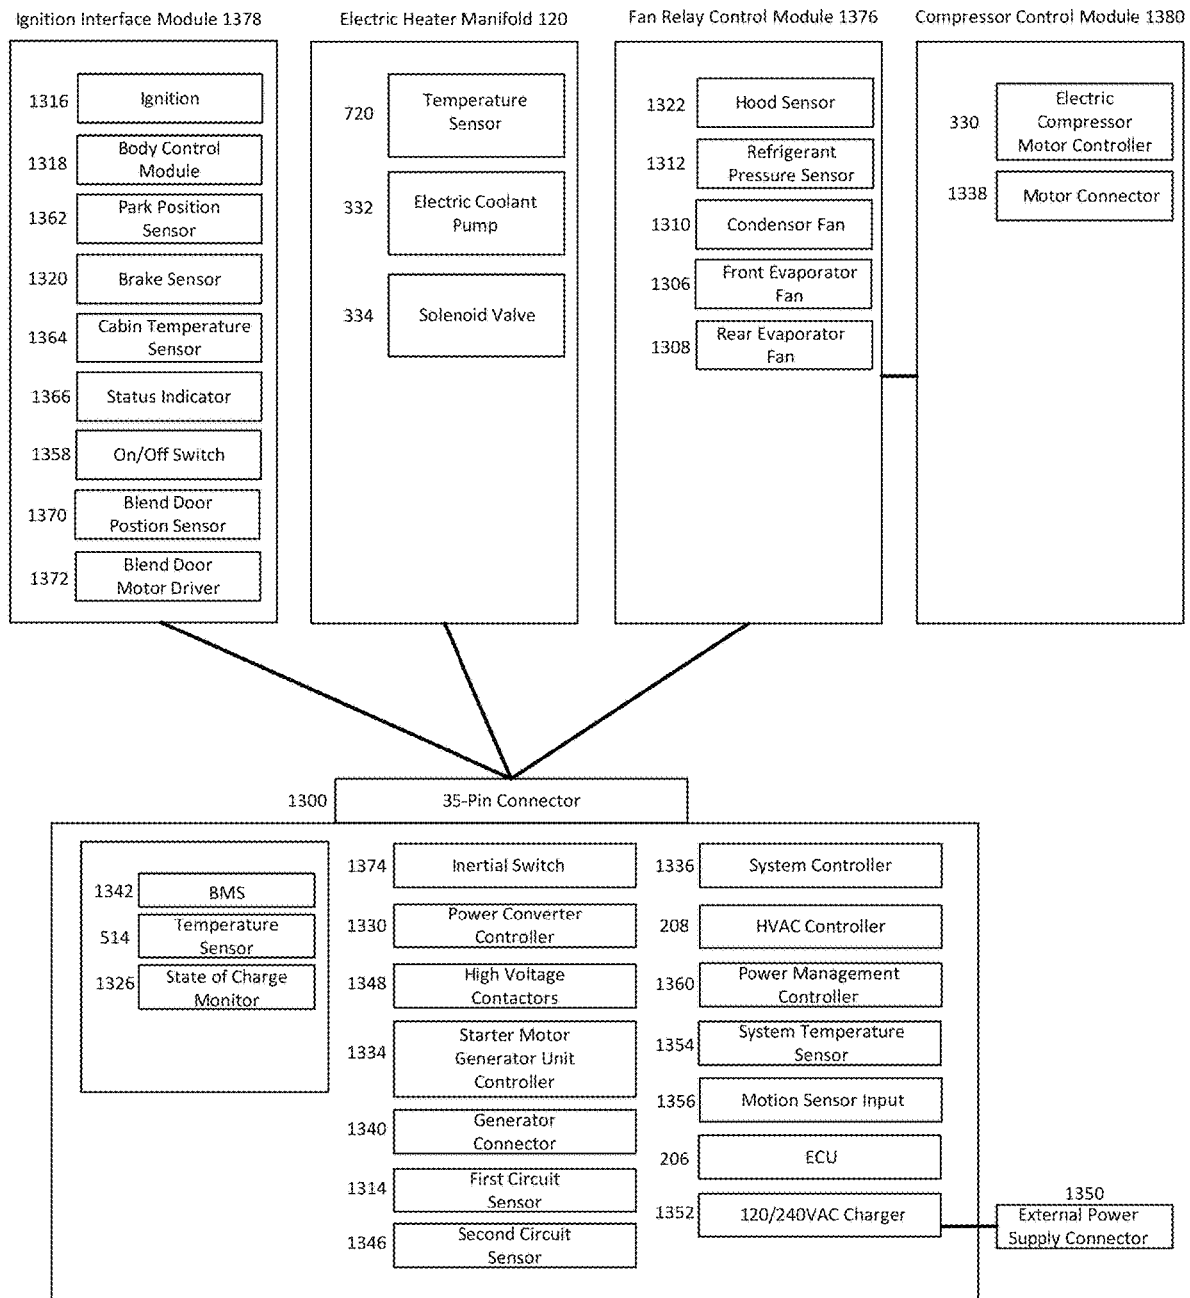 Ignition Interface Module 1378
1316
Ignition
1318
Body Control
Module
1362
Park Position
Sensor
1320
Brake Sensor
1364
Cabin Temperature
Sensor
1366
Status Indicator
1358
On/Off Switch
1370
Blend Door
Postion Sensor
1372
Blend Door
Motor Driver
Electric Heater Manifold 120
720
Temperature
Sensor
332
Electric Coolant
Pump
334
Solenoid Valve
Fan Relay Control Module 1376
1322
Hood Sensor
1312
Refrigerant
Pressure Sensor
1310
Condensor Fan
1306
Front Evaporator
Fan
1308
Rear Evaporator
Fan
Compressor Control Module 1380
330
Electric
Compressor
Motor Controller
1338
Motor Connector
1300
35-Pin Connector
1342
BMS
514
Temperature
Sensor
1326
State of Charge
Monitor
1374
Inertial Switch
1330
Power Converter
Controller
1348
High Voltage
Contactors
1334
Starter Motor
Generator Unit
Controller
1340
Generator
Connector
1314
First Circuit
Sensor
1346
Second Circuit
Sensor
1336
System Controller
208
HVAC Controller
1360
Power Management
Controller
1354
System Temperature
Sensor
1356
Motion Sensor Input
206
ECU
1352
120/240VAC Charger
1350
External Power
Supply Connector